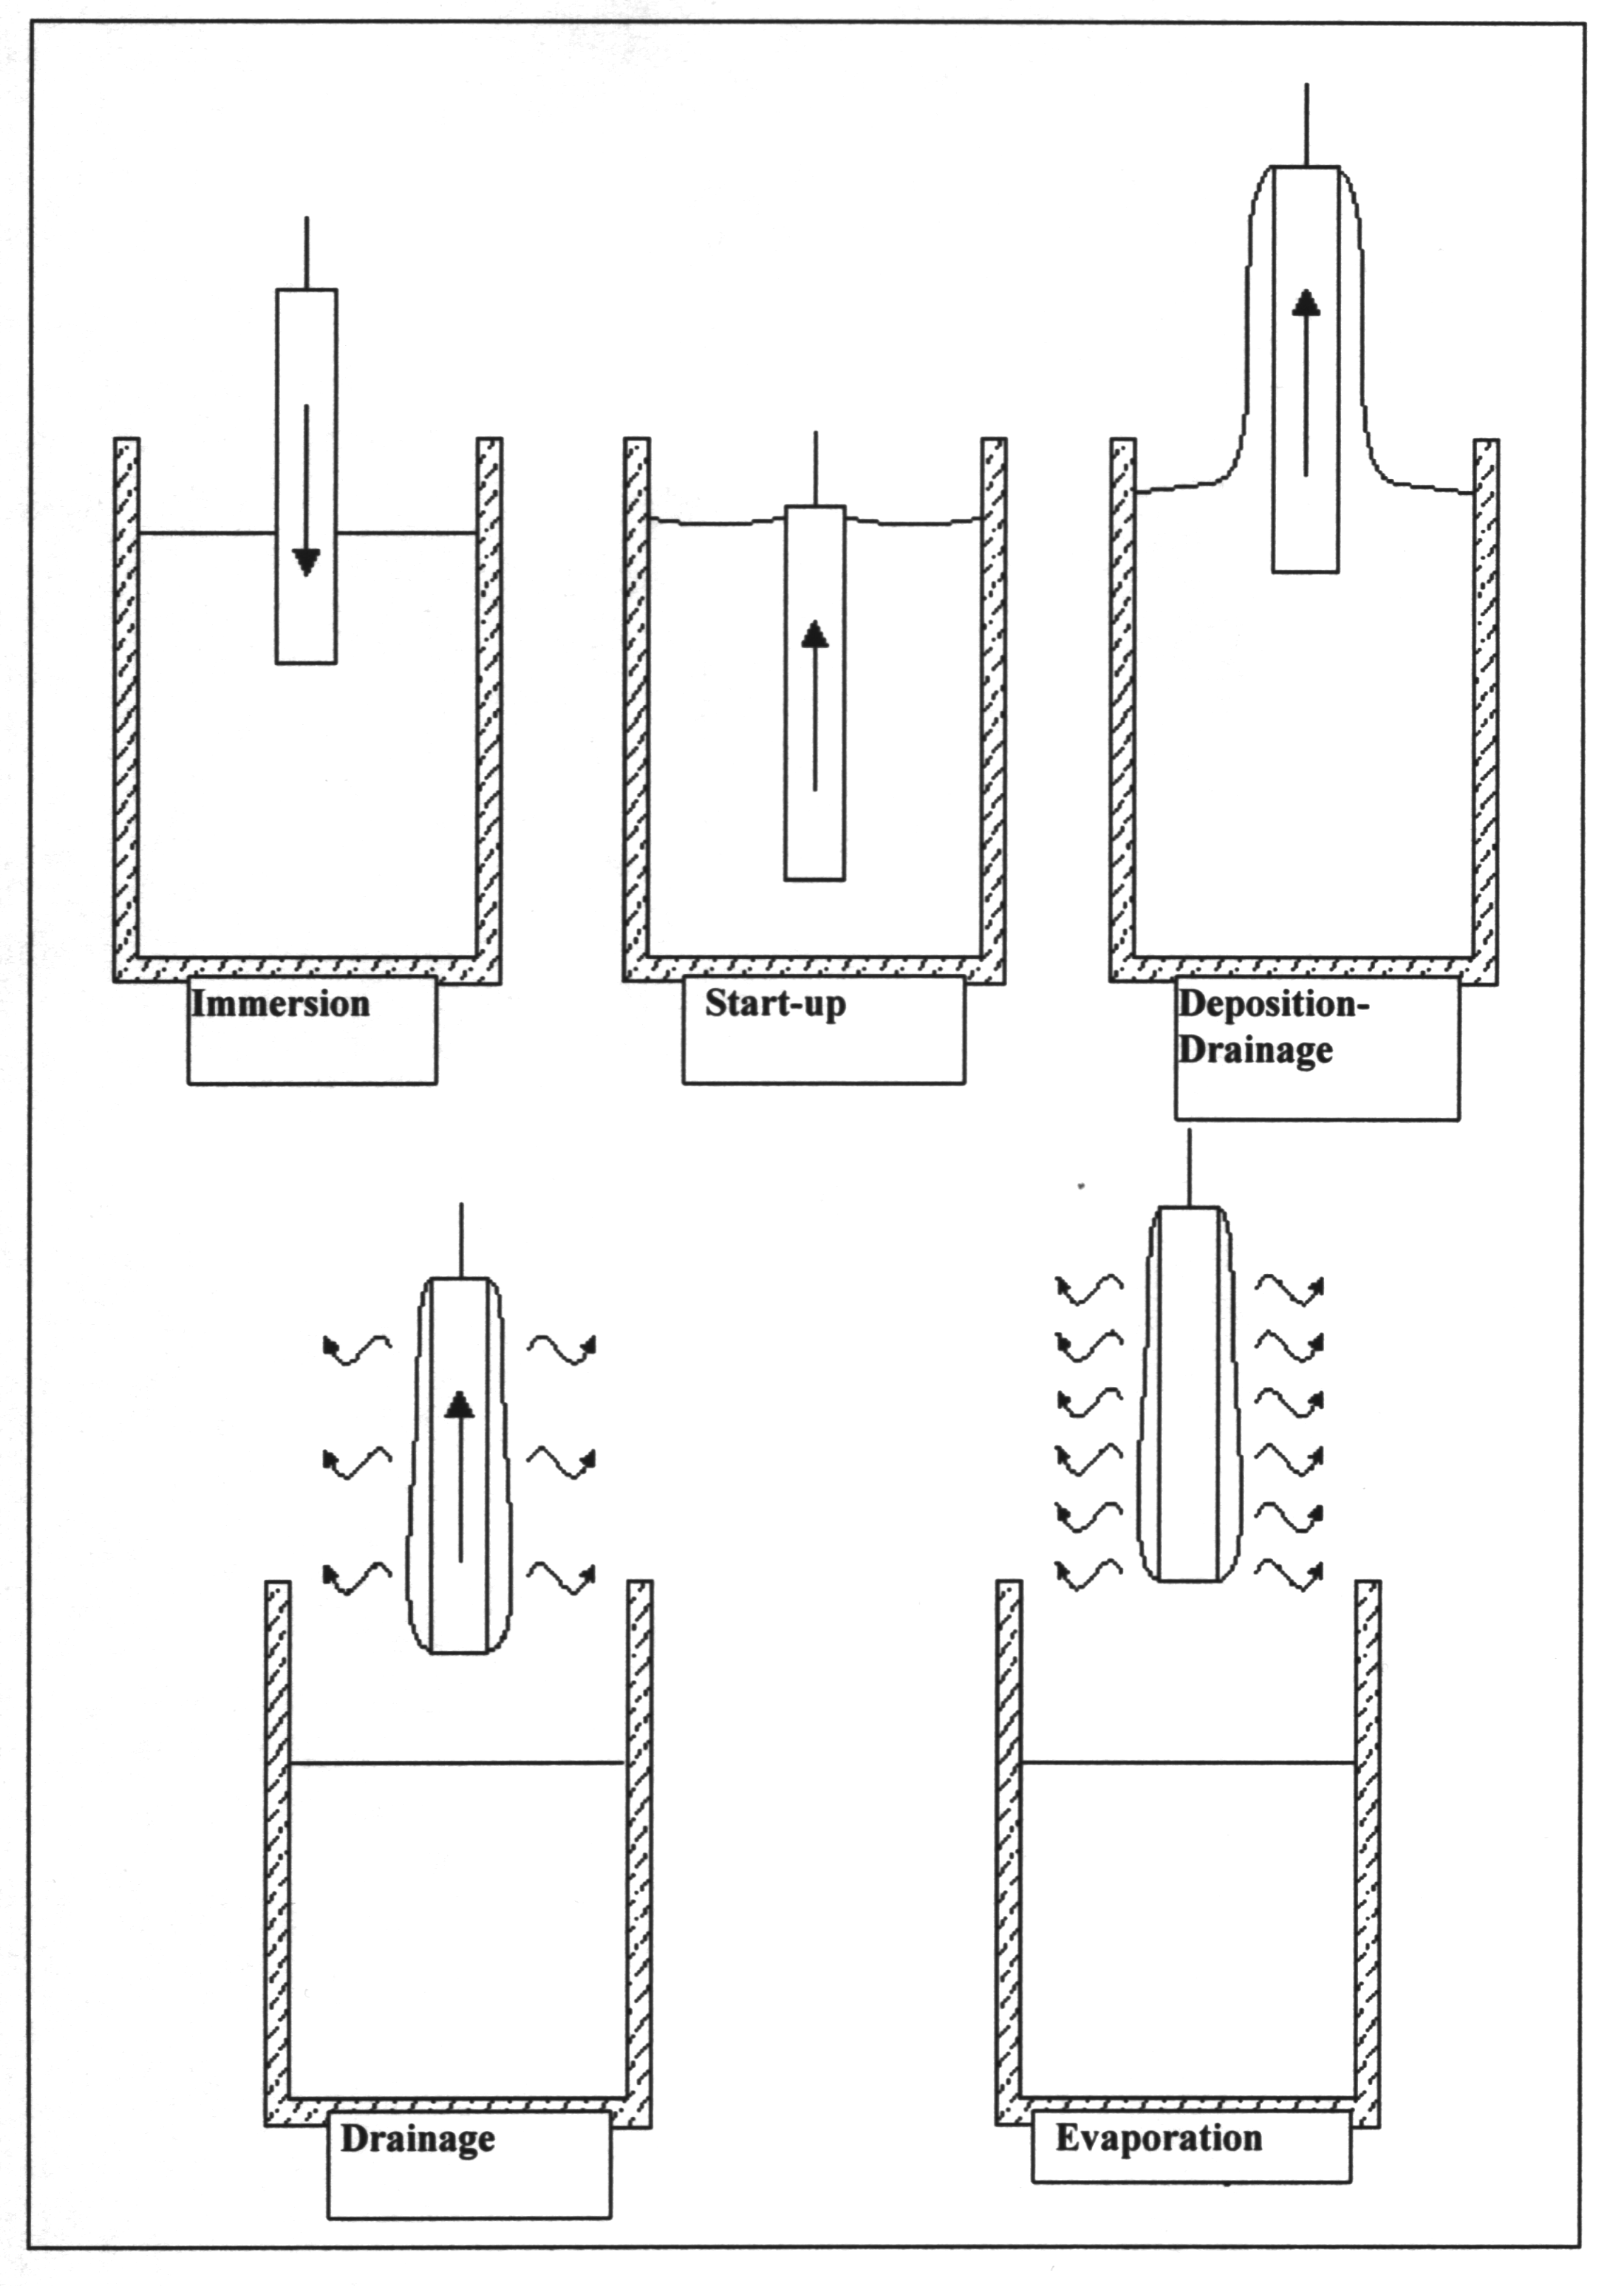 Immersion
Start-up
Deposition-
Drainage
Drainage
Evaporation